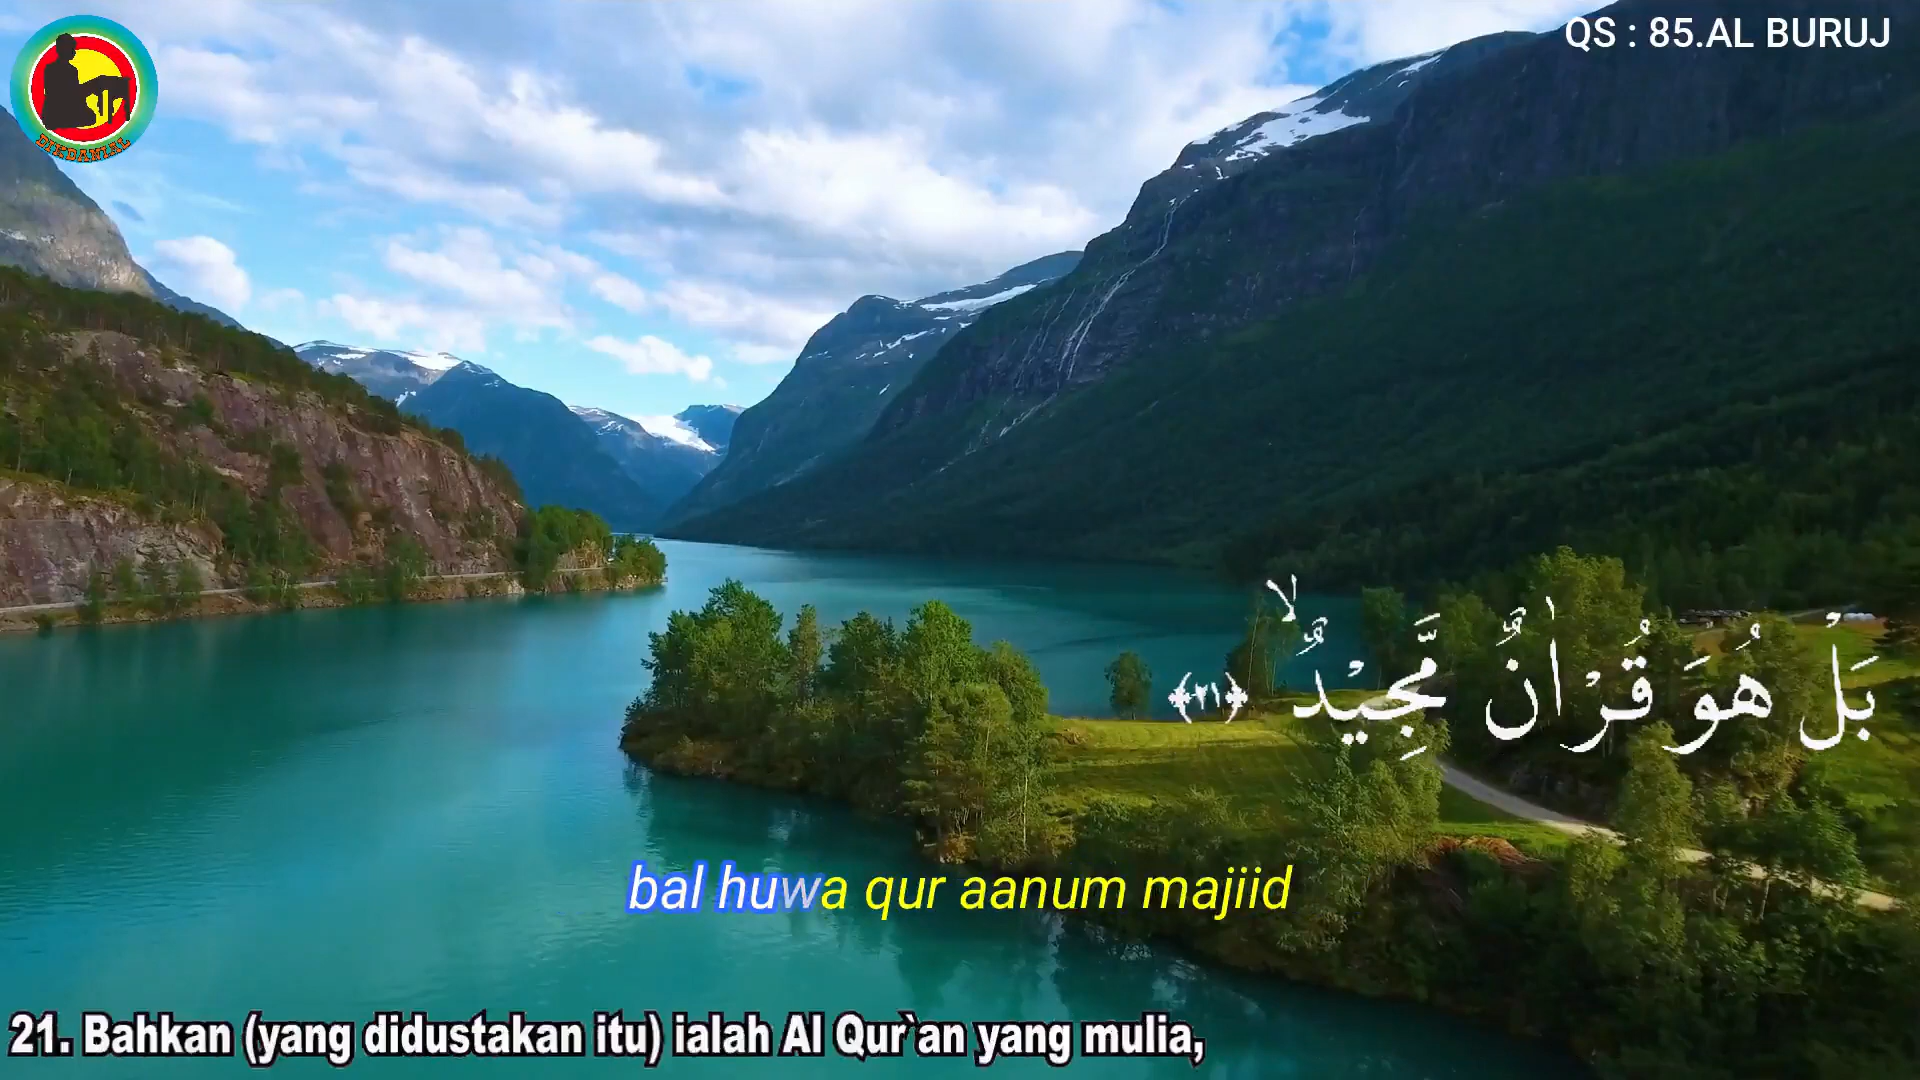 QS : 85.AL BURUJ
DIKDANIAL
بَلْ هُوَ قُرْاٰنٌ مَّجِيْدٌۙ ﴿٢١﴾
bal huwa qur aanum majiid
21. Bahkan (yang didustakan itu) ialah Al Qur`an yang mulia,